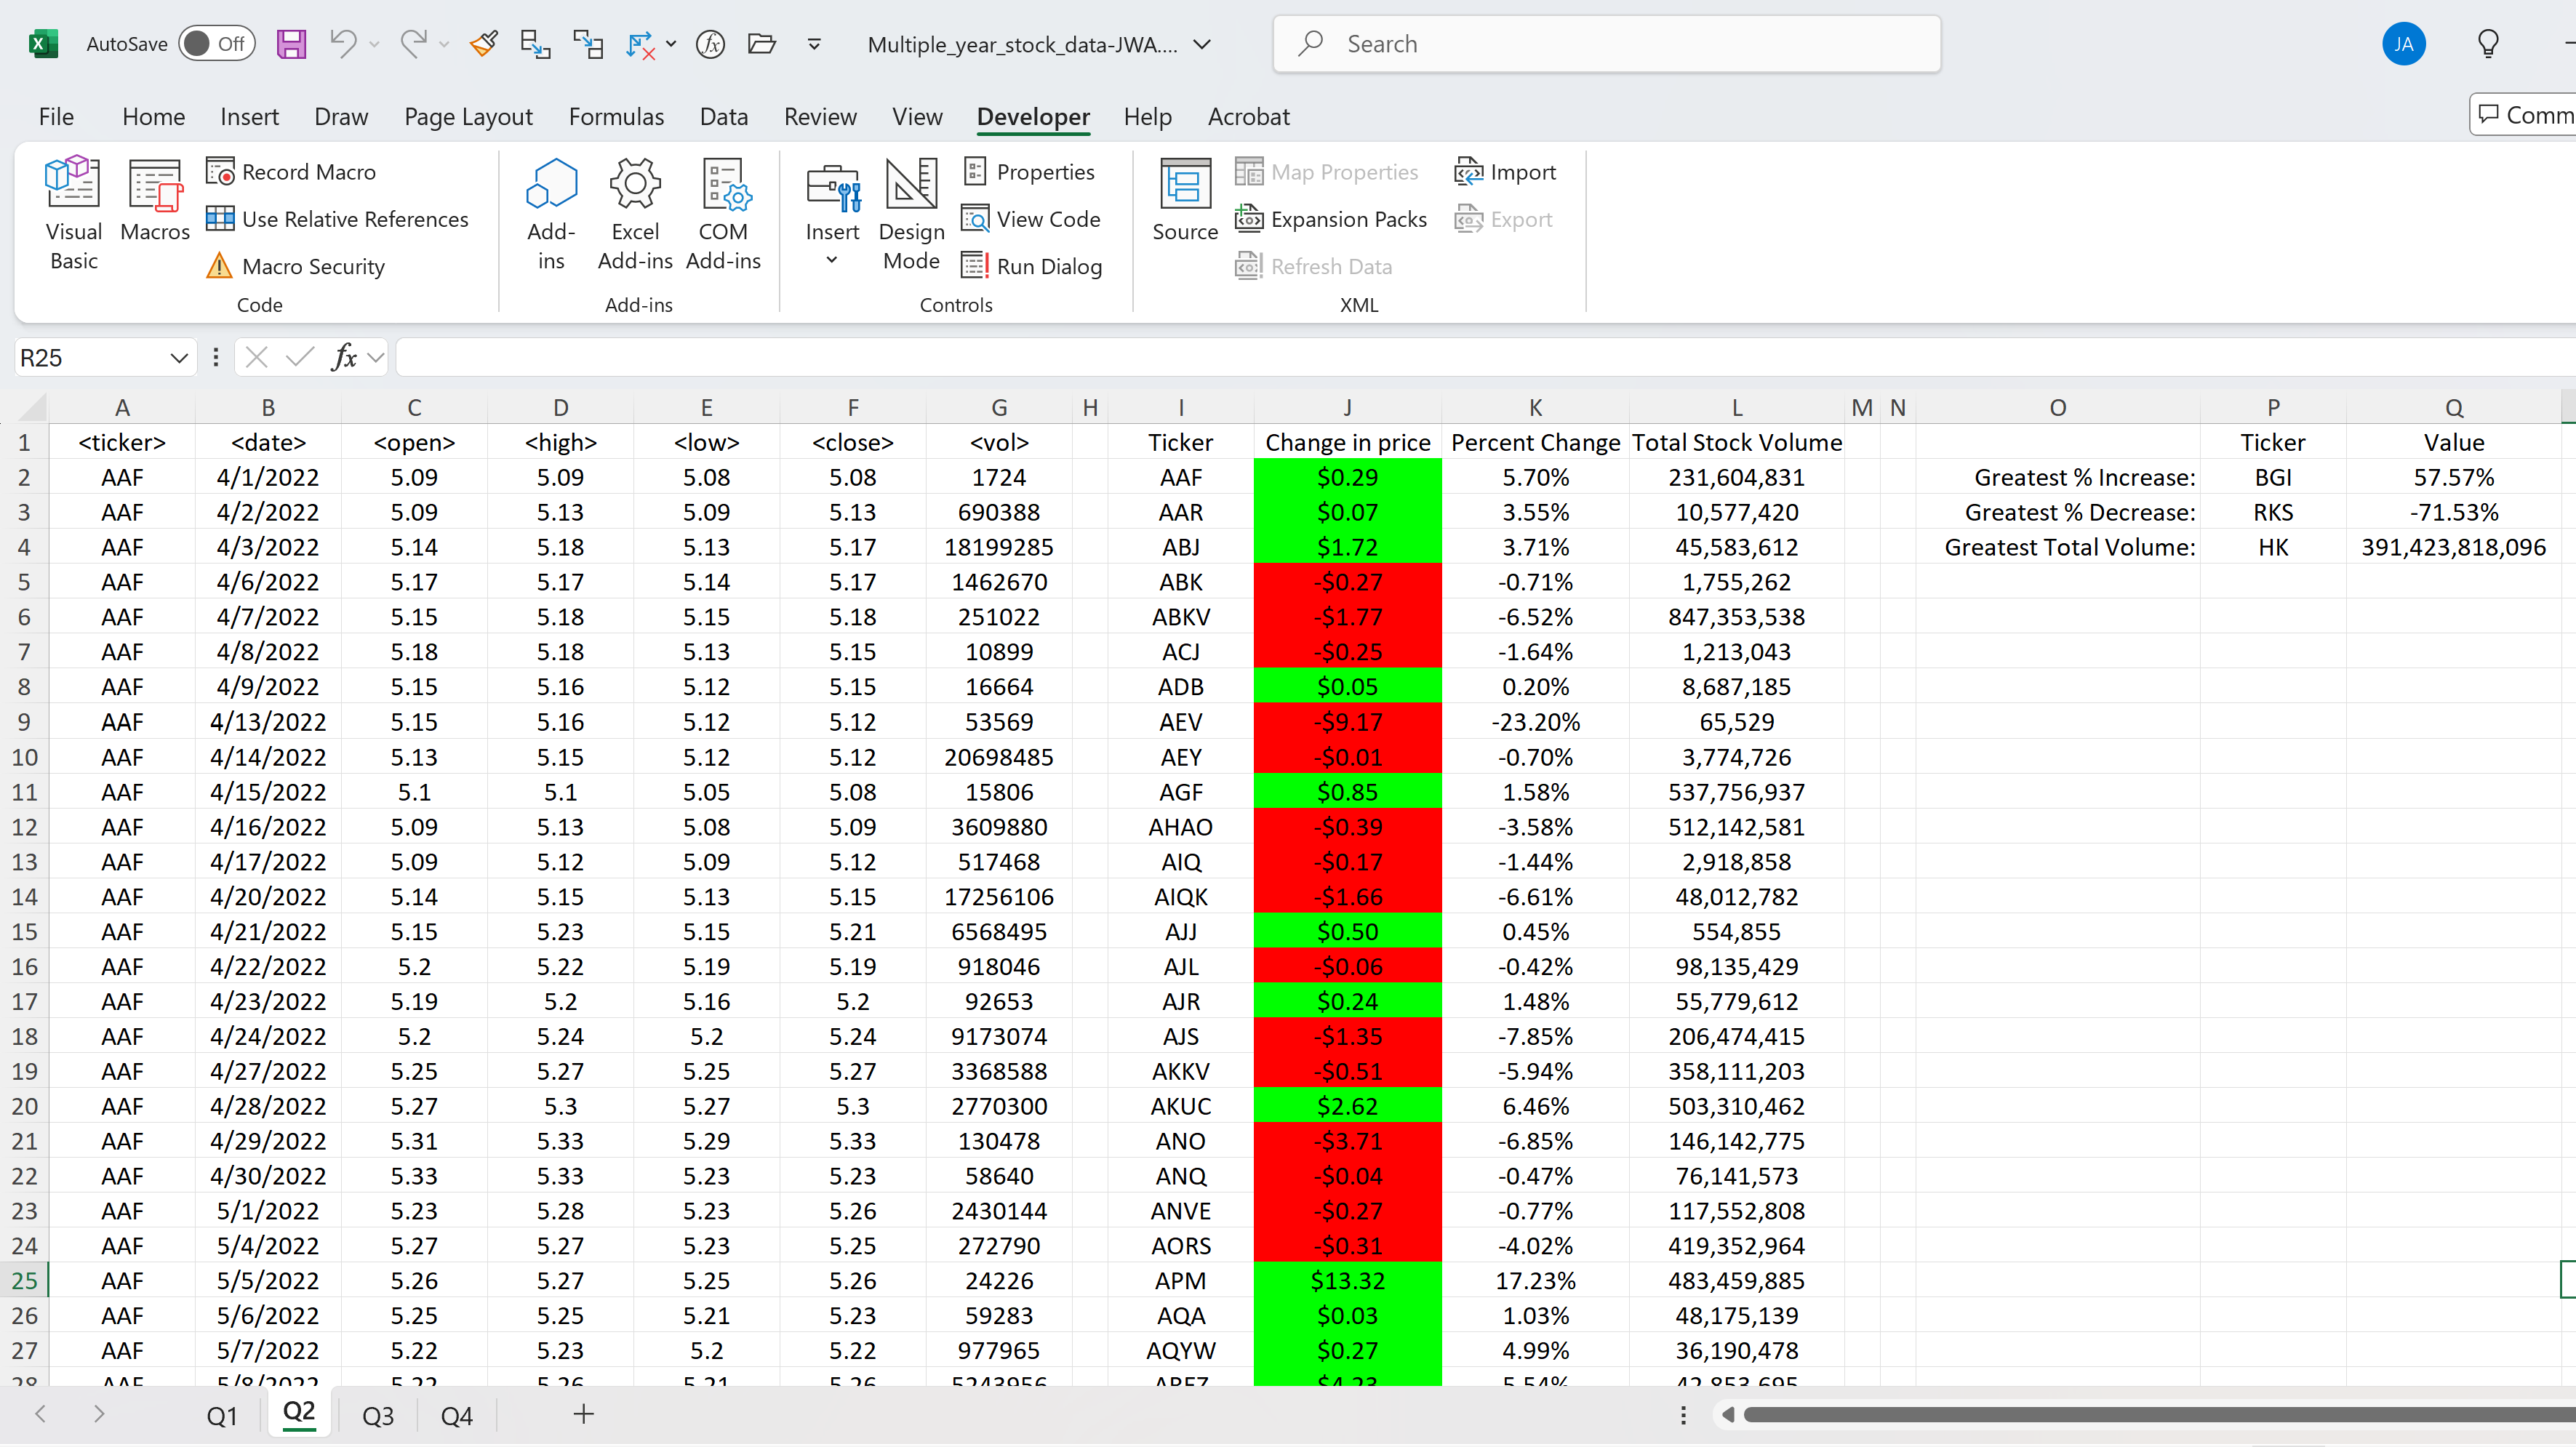 AutoSave Off Multiple_year_stock_data-JWA.... Search JA
File Home Insert Draw Page Layout Formulas Data Review View Developer Help Acrobat Comm
Visual Basic Macros Record Macro Use Relative References Macro Security Code
Add-ins Excel Add-ins COM Add-ins Add-ins
Insert Design Mode Properties View Code Run Dialog Controls
Source Map Properties Expansion Packs Refresh Data Import Export XML
R25 fx
A B C D E F G H I J K L M N O P Q
1 <ticker> <date> <open> <high> <low> <close> <vol> Ticker Change in price Percent Change Total Stock Volume Ticker Value
2 AAF 4/1/2022 5.09 5.09 5.08 5.08 1724 AAF $0.29 5.70% 231,604,831 Greatest % Increase: BGI 57.57%
3 AAF 4/2/2022 5.09 5.13 5.09 5.13 690388 AAR $0.07 3.55% 10,577,420 Greatest % Decrease: RKS -71.53%
4 AAF 4/3/2022 5.14 5.18 5.13 5.17 18199285 ABJ $1.72 3.71% 45,583,612 Greatest Total Volume: HK 391,423,818,096
5 AAF 4/6/2022 5.17 5.17 5.14 5.17 1462670 ABK -$0.27 -0.71% 1,755,262
6 AAF 4/7/2022 5.15 5.18 5.15 5.18 251022 ABKV -$1.77 -6.52% 847,353,538
7 AAF 4/8/2022 5.18 5.18 5.13 5.15 10899 ACJ -$0.25 -1.64% 1,213,043
8 AAF 4/9/2022 5.15 5.16 5.12 5.15 16664 ADB $0.05 0.20% 8,687,185
9 AAF 4/13/2022 5.15 5.16 5.12 5.12 53569 AEV -$9.17 -23.20% 65,529
10 AAF 4/14/2022 5.13 5.15 5.12 5.12 20698485 AEY -$0.01 -0.70% 3,774,726
11 AAF 4/15/2022 5.1 5.1 5.05 5.08 15806 AGF $0.85 1.58% 537,756,937
12 AAF 4/16/2022 5.09 5.13 5.08 5.09 3609880 AHAO -$0.39 -3.58% 512,142,581
13 AAF 4/17/2022 5.09 5.12 5.09 5.12 517468 AIQ -$0.17 -1.44% 2,918,858
14 AAF 4/20/2022 5.14 5.15 5.13 5.15 17256106 AIQK -$1.66 -6.61% 48,012,782
15 AAF 4/21/2022 5.15 5.23 5.15 5.21 6568495 AJJ $0.50 0.45% 554,855
16 AAF 4/22/2022 5.2 5.22 5.19 5.19 918046 AJL -$0.06 -0.42% 98,135,429
17 AAF 4/23/2022 5.19 5.2 5.16 5.2 92653 AJR $0.24 1.48% 55,779,612
18 AAF 4/24/2022 5.2 5.24 5.2 5.24 9173074 AJS -$1.35 -7.85% 206,474,415
19 AAF 4/27/2022 5.25 5.27 5.25 5.27 3368588 AKKV -$0.51 -5.94% 358,111,203
20 AAF 4/28/2022 5.27 5.3 5.27 5.3 2770300 AKUC $2.62 6.46% 503,310,462
21 AAF 4/29/2022 5.31 5.33 5.29 5.33 130478 ANO -$3.71 -6.85% 146,142,775
22 AAF 4/30/2022 5.33 5.33 5.23 5.23 58640 ANQ -$0.04 -0.47% 76,141,573
23 AAF 5/1/2022 5.23 5.28 5.23 5.26 2430144 ANVE -$0.27 -0.77% 117,552,808
24 AAF 5/4/2022 5.27 5.27 5.23 5.25 272790 AORS -$0.31 -4.02% 419,352,964
25 AAF 5/5/2022 5.26 5.27 5.25 5.26 24226 APM $13.32 17.23% 483,459,885
26 AAF 5/6/2022 5.25 5.25 5.21 5.23 59283 AQA $0.03 1.03% 48,175,139
27 AAF 5/7/2022 5.22 5.23 5.2 5.22 977965 AQYW $0.27 4.99% 36,190,478
28 AAF 5/8/2022 5.22 5.26 5.21 5.26 5243956 $4.23 5.54% 42,853,695
Q1 Q2 Q3 Q4